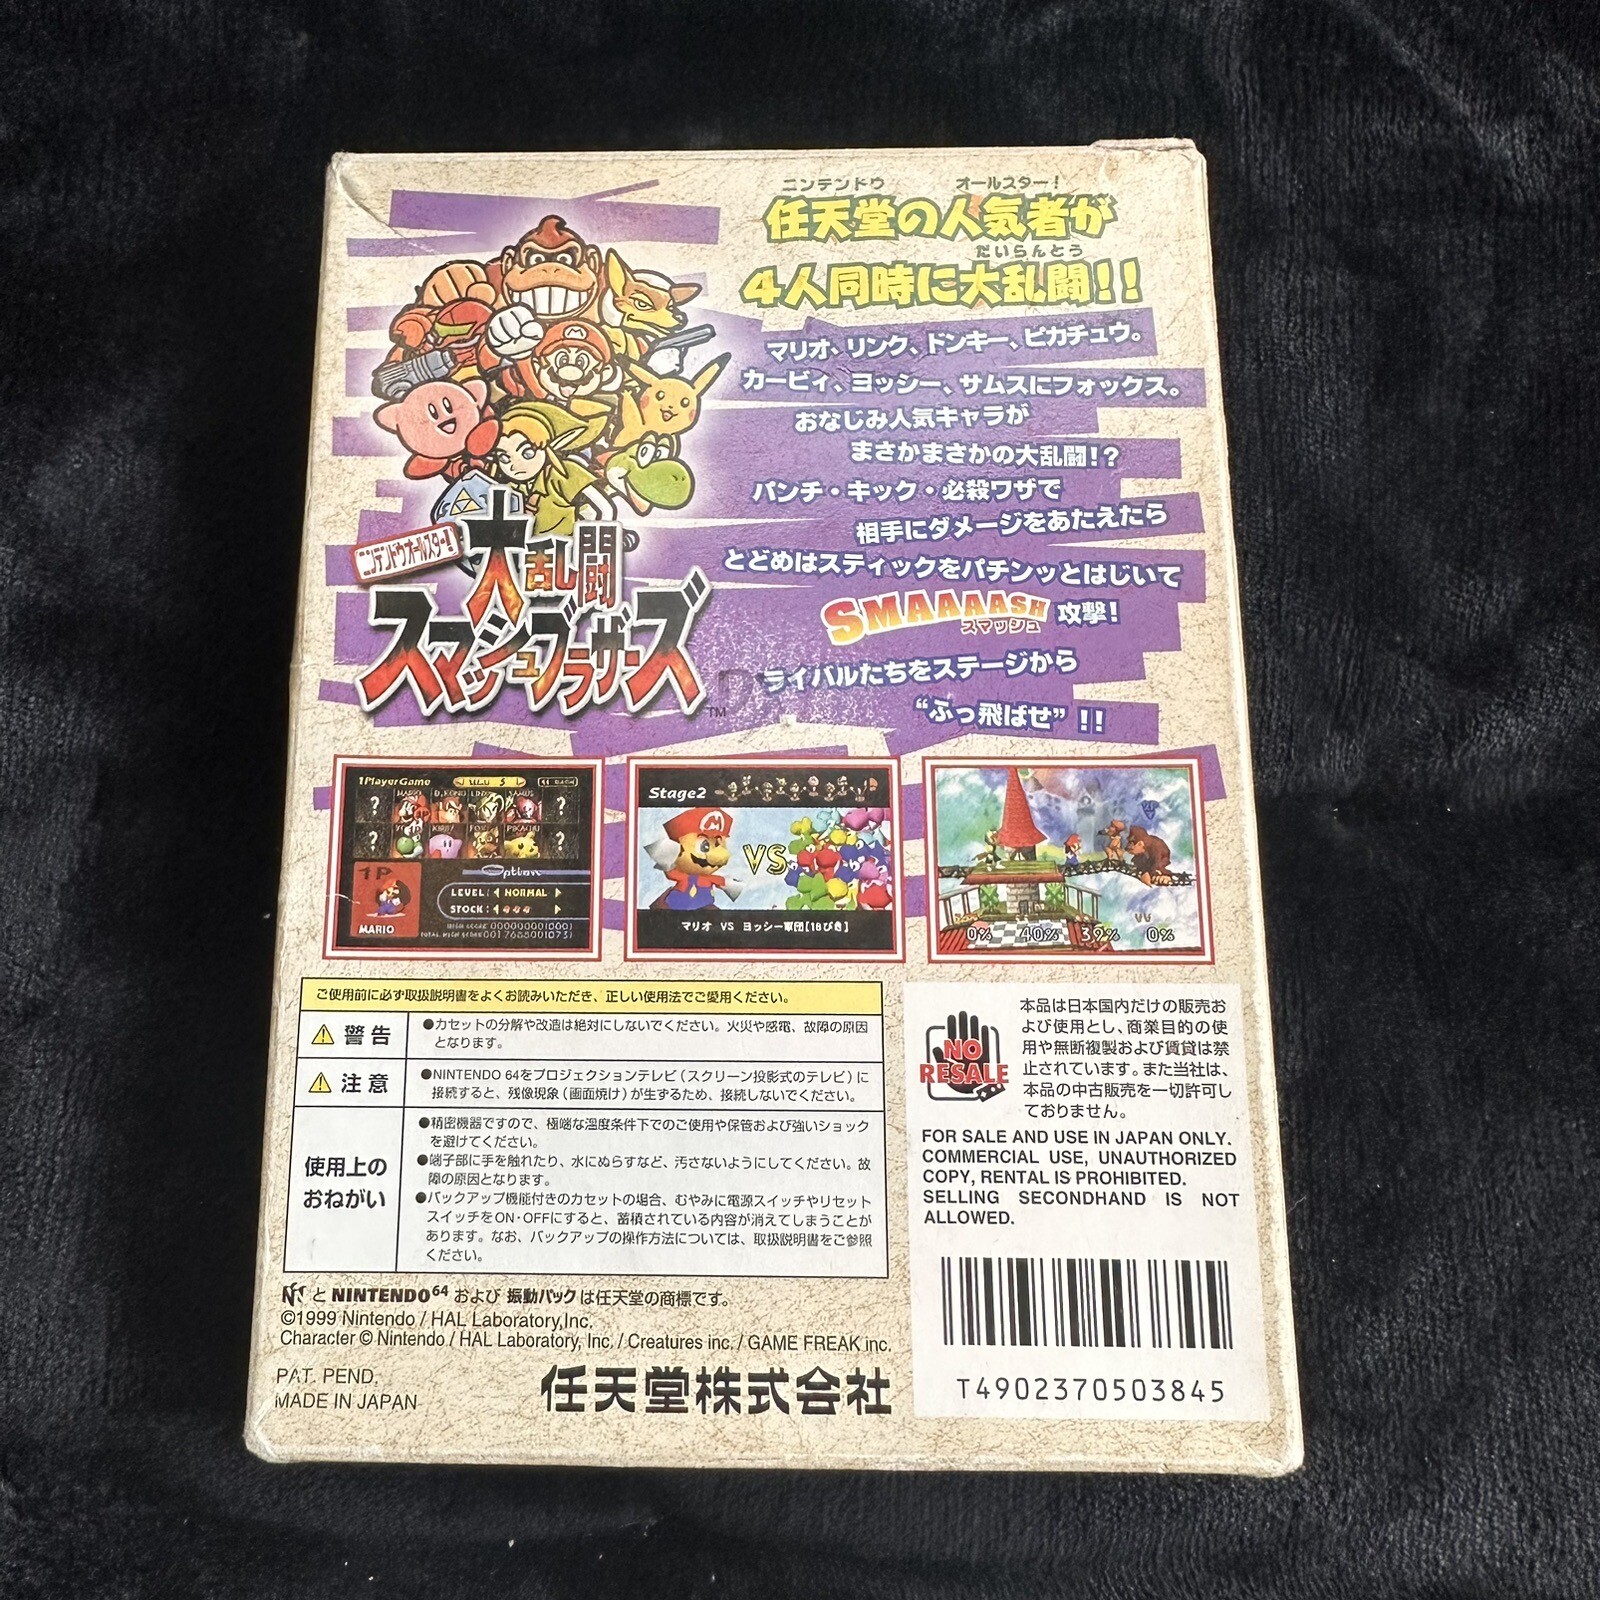 ニンテンドウ オールスター!
任天堂の人気者が
だいらんとう
4人同時に大乱闘!!
マリオ、リンク、ドンキー、ピカチュウ。
カービィ、ヨッシー、サムスにフォックス。
おなじみ人気キャラが
まさかまさかの大乱闘!?
パンチ・キック・必殺ワザで
相手にダメージをあたえたら
とどめはスティックをパチンッとはじいて
SMAAAASH 攻撃!
スマッシュ
ライバルたちをステージから
“ふっ飛ばせ”!!
ニンテンドウオールスター!
大乱闘
スマッシュブラザーズ
TM
1PlayerGame
MARIO D.KONG LINK SAMUS
? ?
YOSHI KIRBY FOX PIKACHU
? ?
Option
1P
LEVEL: NORMAL
STOCK:
MARIO
Stage2
VS
マリオ VS ヨッシー軍団[18ぴき]
0% 40% 39% 0%
ご使用前に必ず取扱説明書をよくお読みいただき、正しい使用法でご愛用ください。
警告
●カセットの分解や改造は絶対にしないでください。火災や感電、故障の原因
となります。
注意
●NINTENDO 64をプロジェクションテレビ(スクリーン投影式のテレビ)に
接続すると、残像現象(画面焼け)が生ずるため、接続しないでください。
使用上の
おねがい
●精密機器ですので、極端な温度条件下でのご使用や保管および強いショック
を避けてください。
●端子部に手を触れたり、水にぬらすなど、汚さないようにしてください。故
障の原因となります。
●バックアップ機能付きのカセットの場合、むやみに電源スイッチやリセット
スイッチをON・OFFにすると、蓄積されている内容が消えてしまうことが
あります。なお、バックアップの操作方法については、取扱説明書をご参照
ください。
と NINTENDO64 および 振動パック は任天堂の商標です。
©1999 Nintendo / HAL Laboratory,Inc.
Character © Nintendo / HAL Laboratory, Inc. / Creatures inc. / GAME FREAK inc.
PAT. PEND.
MADE IN JAPAN
任天堂株式会社
NO
RESALE
本品は日本国内だけの販売お
よび使用とし、商業目的の使
用や無断複製および賃貸は禁
止されています。また当社は、
本品の中古販売を一切許可し
ておりません。
FOR SALE AND USE IN JAPAN ONLY.
COMMERCIAL USE, UNAUTHORIZED
COPY, RENTAL IS PROHIBITED.
SELLING SECONDHAND IS NOT
ALLOWED.
T4902370503845